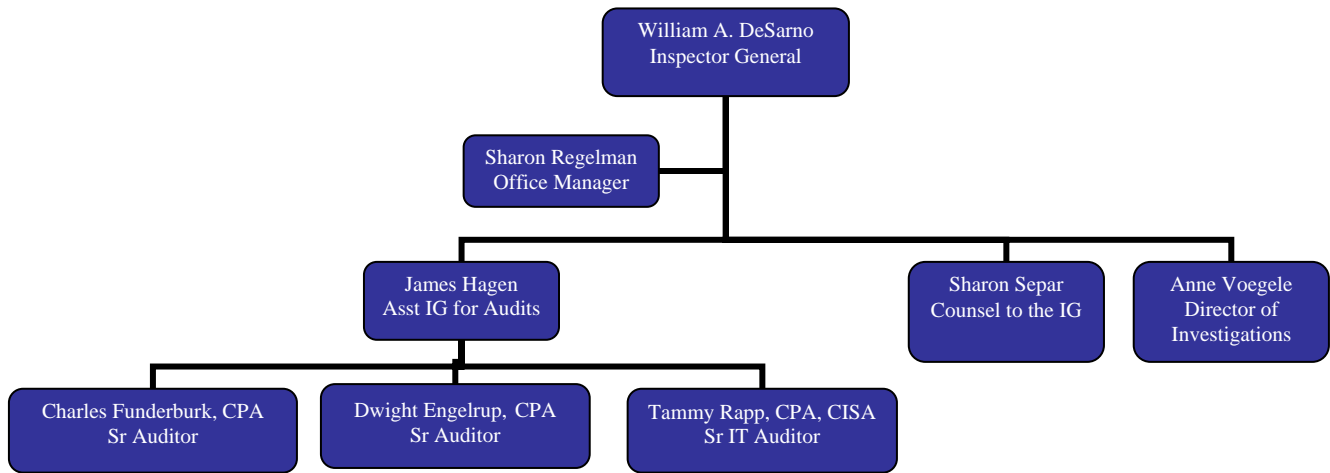 William A. DeSarno
Inspector General
Sharon Regelman
Office Manager
James Hagen
Asst IG for Audits
Sharon Separ
Counsel to the IG
Anne Voegele
Director of
Investigations
Charles Funderburk, CPA
Sr Auditor
Dwight Engelrup, CPA
Sr Auditor
Tammy Rapp, CPA, CISA
Sr IT Auditor